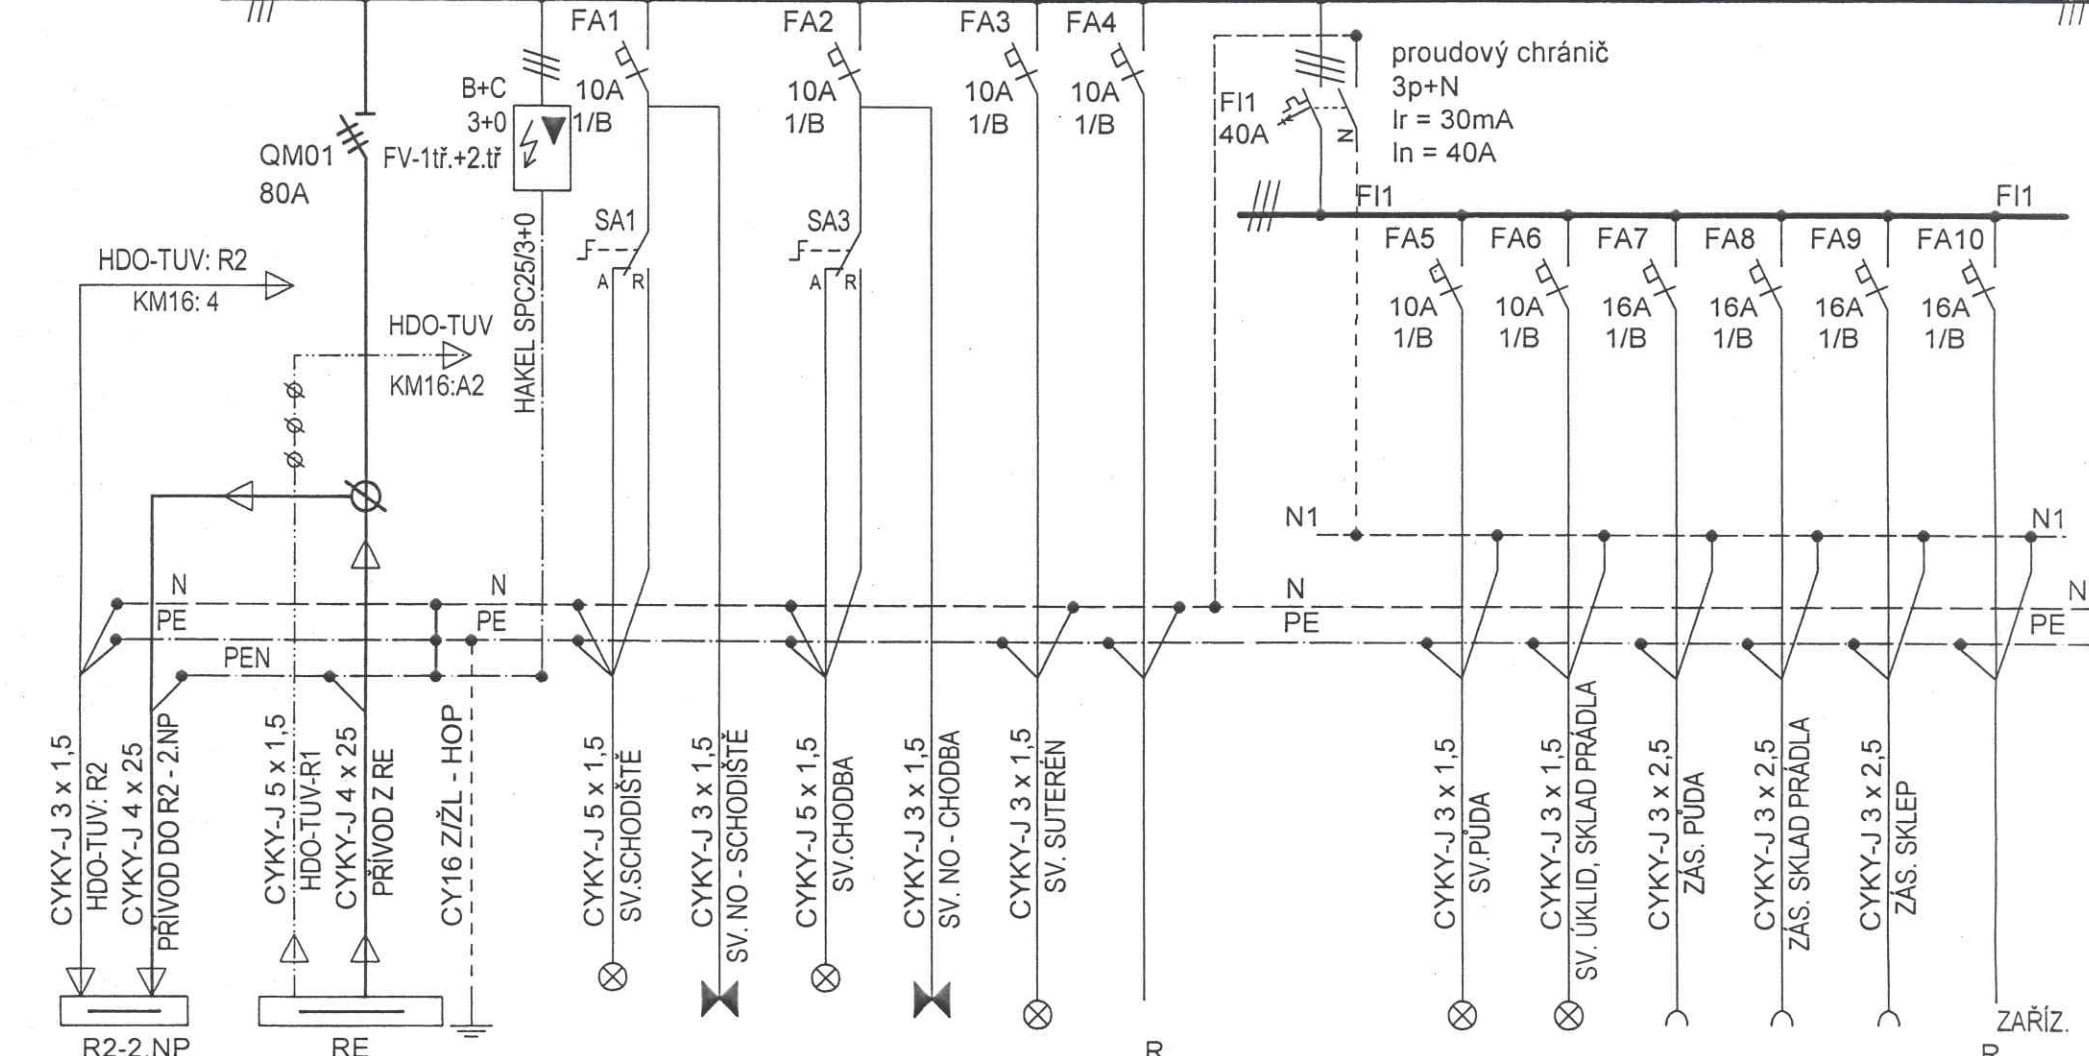 FA1
FA2
FA3
FA4
10A
1/B
10A
1/B
10A
1/B
10A
1/B
proudový chránič
3p+N
Ir = 30mA
In = 40A
FI1
40A
N
B+C
3+0
FV-1tř.+2.tř
QM01
80A
HAKEL SPC25/3+0
SA1
A
R
SA3
A
R
FI1
FI1
FA5
FA6
FA7
FA8
FA9
FA10
10A
1/B
10A
1/B
16A
1/B
16A
1/B
16A
1/B
16A
1/B
HDO-TUV: R2
KM16: 4
HDO-TUV
KM16:A2
N1
N1
N
N
N
N
PE
PE
PE
PE
PEN
CYKY-J 3 x 1,5
HDO-TUV: R2
CYKY-J 4 x 25
PŘÍVOD DO R2 - 2.NP
CYKY-J 5 x 1,5
HDO-TUV-R1
CYKY-J 4 x 25
PŘÍVOD Z RE
CY16 Z/ŽL - HOP
CYKY-J 5 x 1,5
SV.SCHODIŠTĚ
CYKY-J 3 x 1,5
SV. NO - SCHODIŠTĚ
CYKY-J 5 x 1,5
SV.CHODBA
CYKY-J 3 x 1,5
SV. NO - CHODBA
CYKY-J 3 x 1,5
SV. SUTERÉN
CYKY-J 3 x 1,5
SV.PŮDA
CYKY-J 3 x 1,5
SV. ÚKLID, SKLAD PRÁDLA
CYKY-J 3 x 2,5
ZÁS. PŮDA
CYKY-J 3 x 2,5
ZÁS. SKLAD PRÁDLA
CYKY-J 3 x 2,5
ZÁS. SKLEP
ZAŘÍZ.
R2-2.NP
RE
R
R